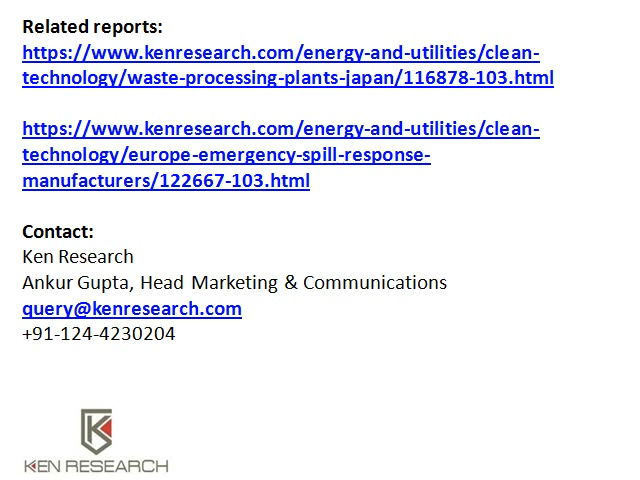 Related reports:
https://www.kenresearch.com/energy-and-utilities/clean-
technology/waste-processing-plants-japan/116878-103.html
https://www.kenresearch.com/energy-and-utilities/clean-
technology/europe-emergency-spill-response-
manufacturers/122667-103.html
Contact:
Ken Research
Ankur Gupta, Head Marketing & Communications
query@kenresearch.com
+91-124-4230204
KEN RESEARCH